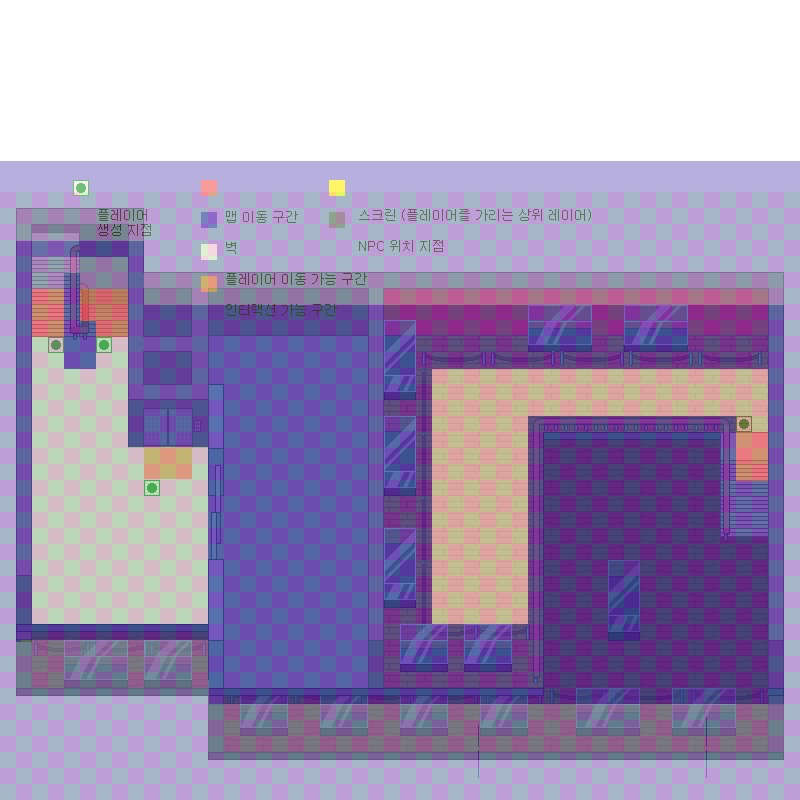 플레이어
생성 지점
맵 이동 구간
스크린 (플레이어를 가리는 상위 레이어)
벽
NPC 위치 지점
플레이어 이동 가능 구간
인터랙션 가능 구간